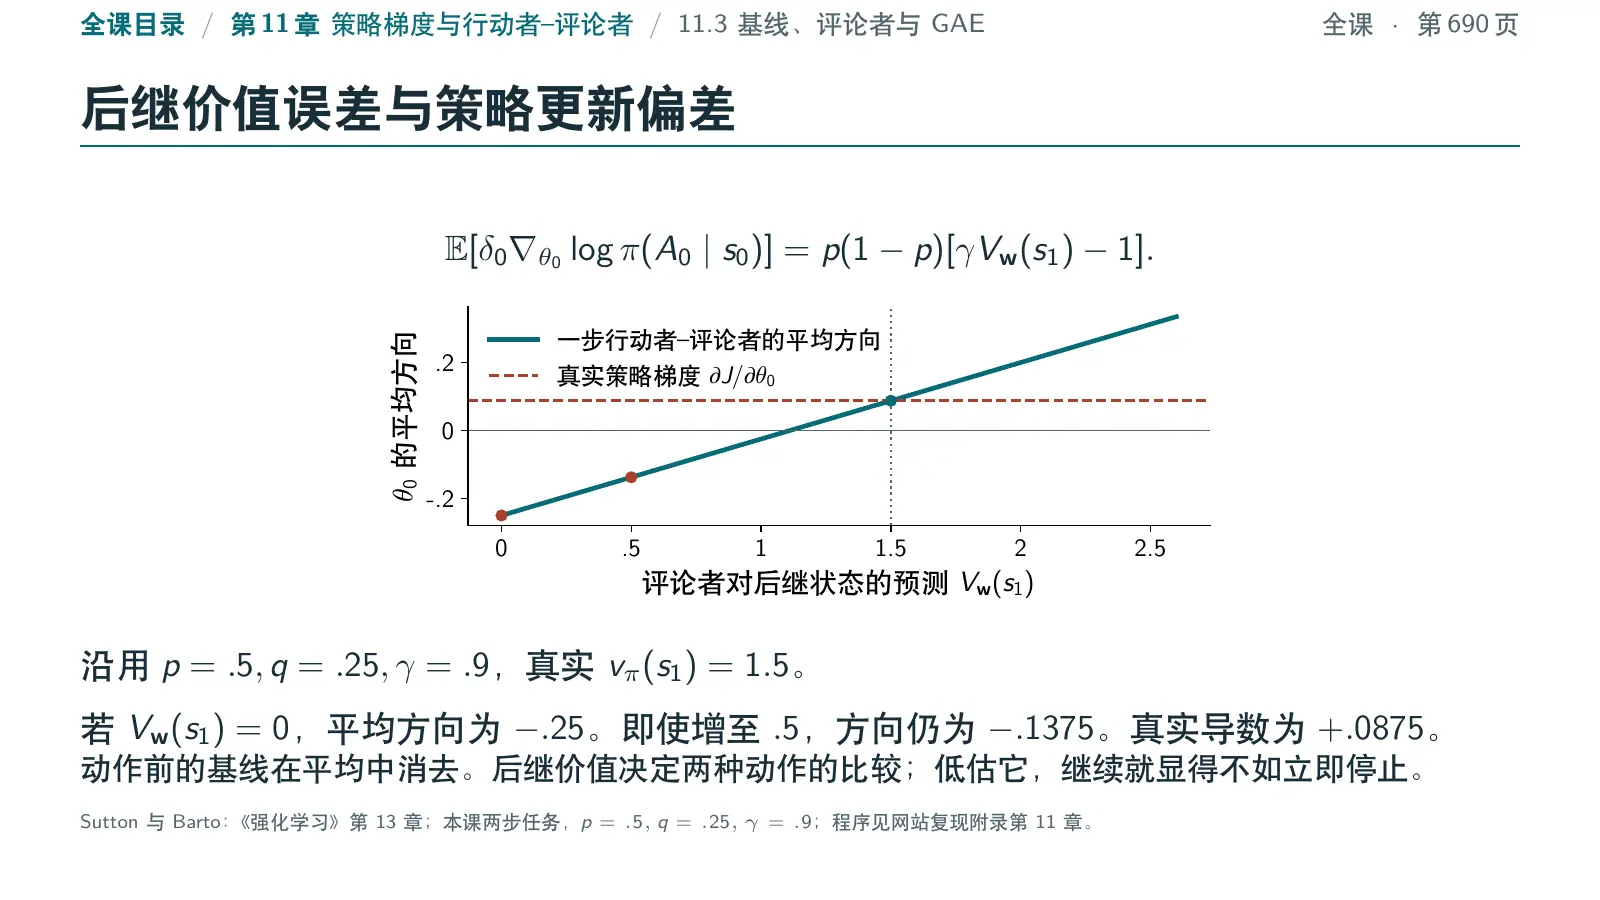 全课目录 / 第 11 章 策略梯度与行动者–评论者 / 11.3 基线、评论者与 GAE
全课 · 第 690 页
后继价值误差与策略更新偏差
𝔼[δ₀∇_θ₀ log π(A₀ | s₀)] = p(1 − p)[γV_𝐰(s₁) − 1].
θ₀ 的平均方向
一步行动者–评论者的平均方向
真实策略梯度 ∂J/∂θ₀
.2
0
-.2
0 .5 1 1.5 2 2.5
评论者对后继状态的预测 V_𝐰(s₁)
沿用 p = .5, q = .25, γ = .9，真实 v_π(s₁) = 1.5。
若 V_𝐰(s₁) = 0，平均方向为 −.25。即使增至 .5，方向仍为 −.1375。真实导数为 +.0875。
动作前的基线在平均中消去。后继价值决定两种动作的比较；低估它，继续就显得不如立即停止。
Sutton 与 Barto：《强化学习》第 13 章；本课两步任务，p = .5, q = .25, γ = .9；程序见网站复现附录第 11 章。